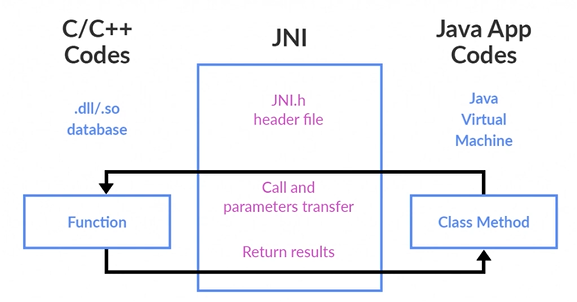 C/C++
Codes
JNI
Java App
Codes
.dll/.so
database
JNI.h
header file
Java
Virtual
Machine
Call and
parameters transfer
Function
Class Method
Return results